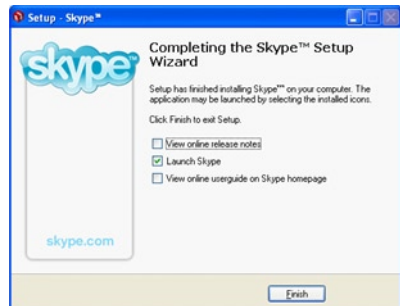 Setup - Skype™
skype™
Completing the Skype™ Setup
Wizard
Setup has finished installing Skype™ on your computer. The
application may be launched by selecting the installed icons.
Click Finish to exit Setup.
View online release notes
Launch Skype
View online userguide on Skype homepage
skype.com
Finish